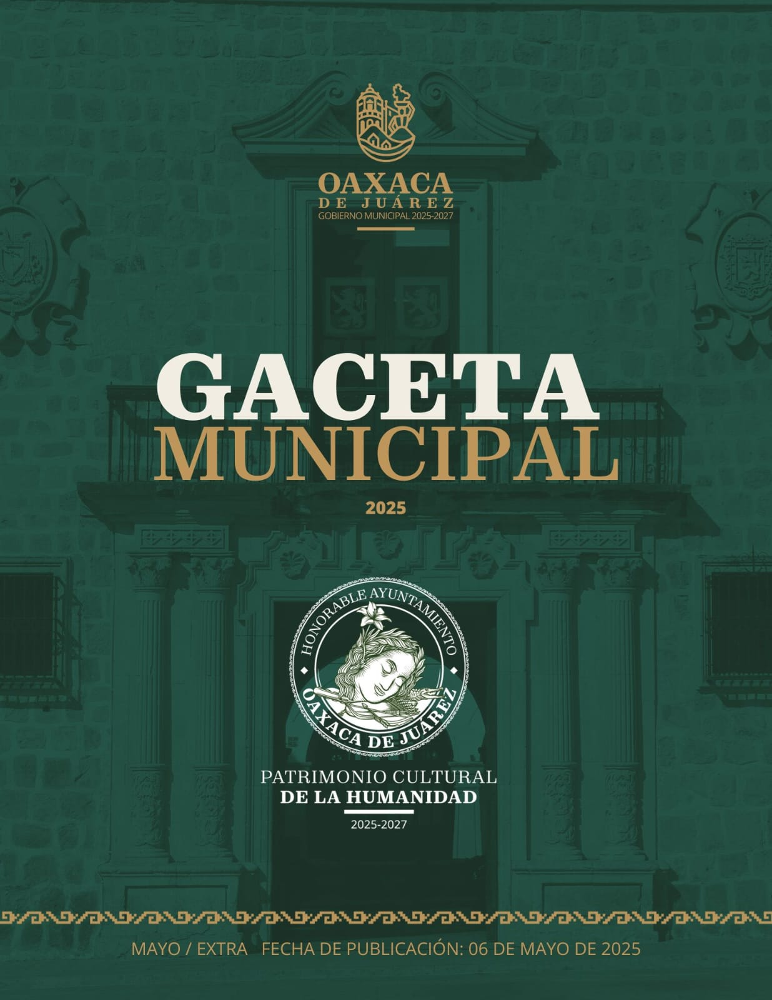 OAXACA
DE JUÁREZ
GOBIERNO MUNICIPAL 2025-2027
GACETA
MUNICIPAL
2025
HONORABLE AYUNTAMIENTO
OAXACA DE JUÁREZ
PATRIMONIO CULTURAL
DE LA HUMANIDAD
2025-2027
MAYO / EXTRA FECHA DE PUBLICACIÓN: 06 DE MAYO DE 2025